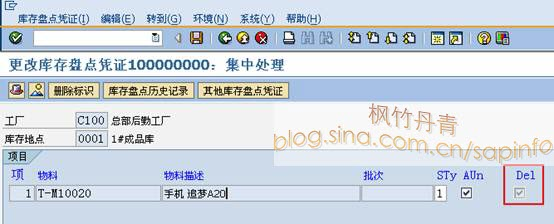 库存盘点凭证(I) 编辑(E) 转到(G) 环境(N) 系统(Y) 帮助(H)
更改库存盘点凭证100000000：集中处理
删除标识 库存盘点历史记录 其他库存盘点凭证
工厂 C100 总部后勤工厂
库存地点 0001 1#成品库
枫竹丹青
blog.sina.com.cn/sapinfo
项目
项 物料 物料描述 批次 STy AUn Del
1 T-M10020 手机 追梦A20 1